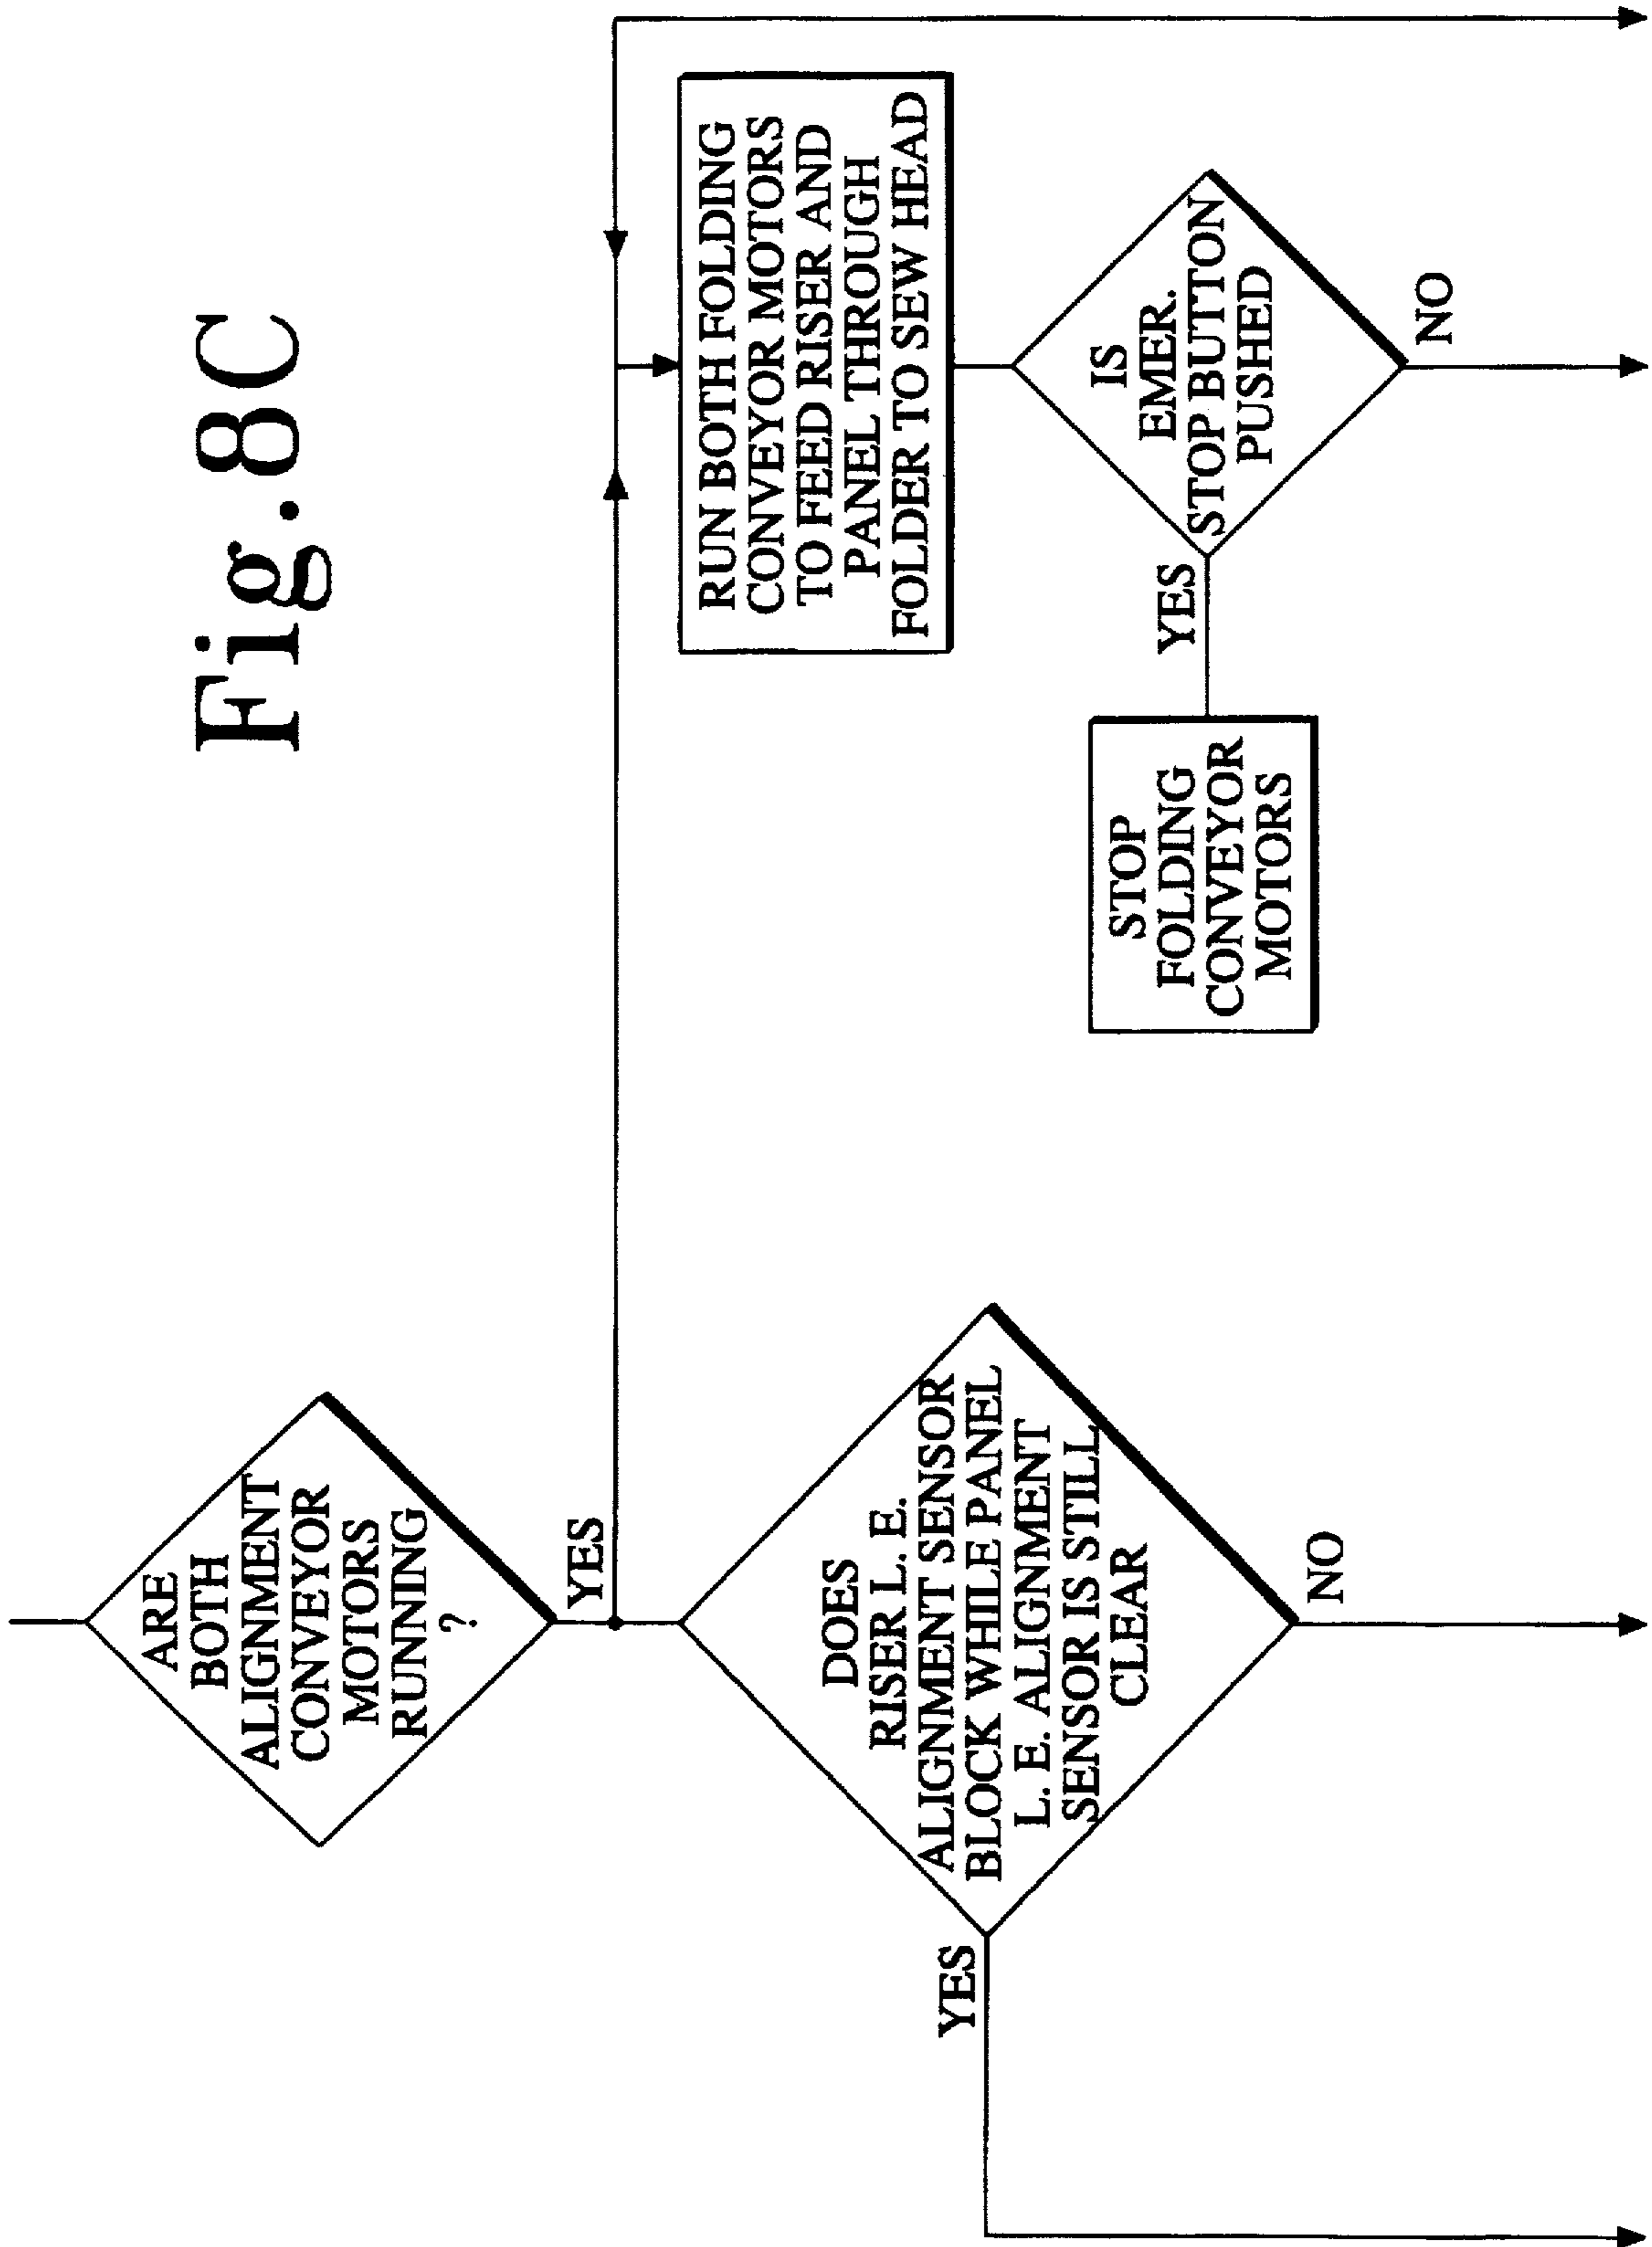 Fig.8C
ARE
BOTH
ALIGNMENT
CONVEYOR
MOTORS
RUNNING
?
YES
DOES
RISER L. E.
ALIGNMENT SENSOR
BLOCK WHILE PANEL
L. E. ALIGNMENT
SENSOR IS STILL
CLEAR
YES
NO
RUN BOTH FOLDING
CONVEYOR MOTORS
TO FEED RISER AND
PANEL THROUGH
FOLDER TO SEW HEAD
IS
EMER.
STOP BUTTON
PUSHED
YES
NO
STOP
FOLDING
CONVEYOR
MOTORS